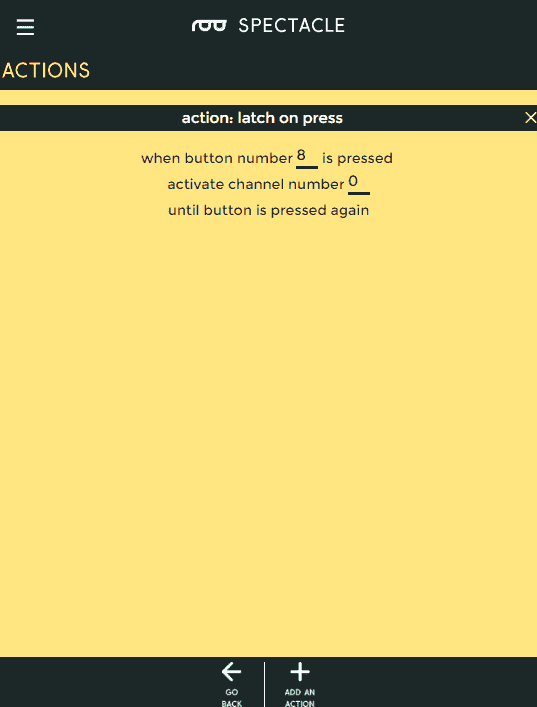 SPECTACLE
ACTIONS
action: latch on press
when button number 8 is pressed
activate channel number 0
until button is pressed again
GO
BACK
ADD AN
ACTION